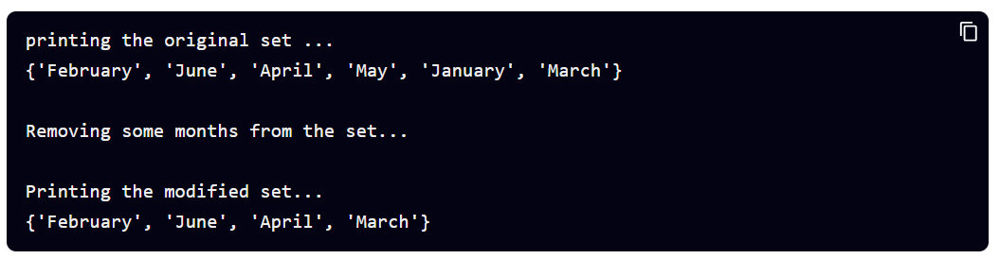 printing the original set ...
{'February', 'June', 'April', 'May', 'January', 'March'}
Removing some months from the set...
Printing the modified set...
{'February', 'June', 'April', 'March'}